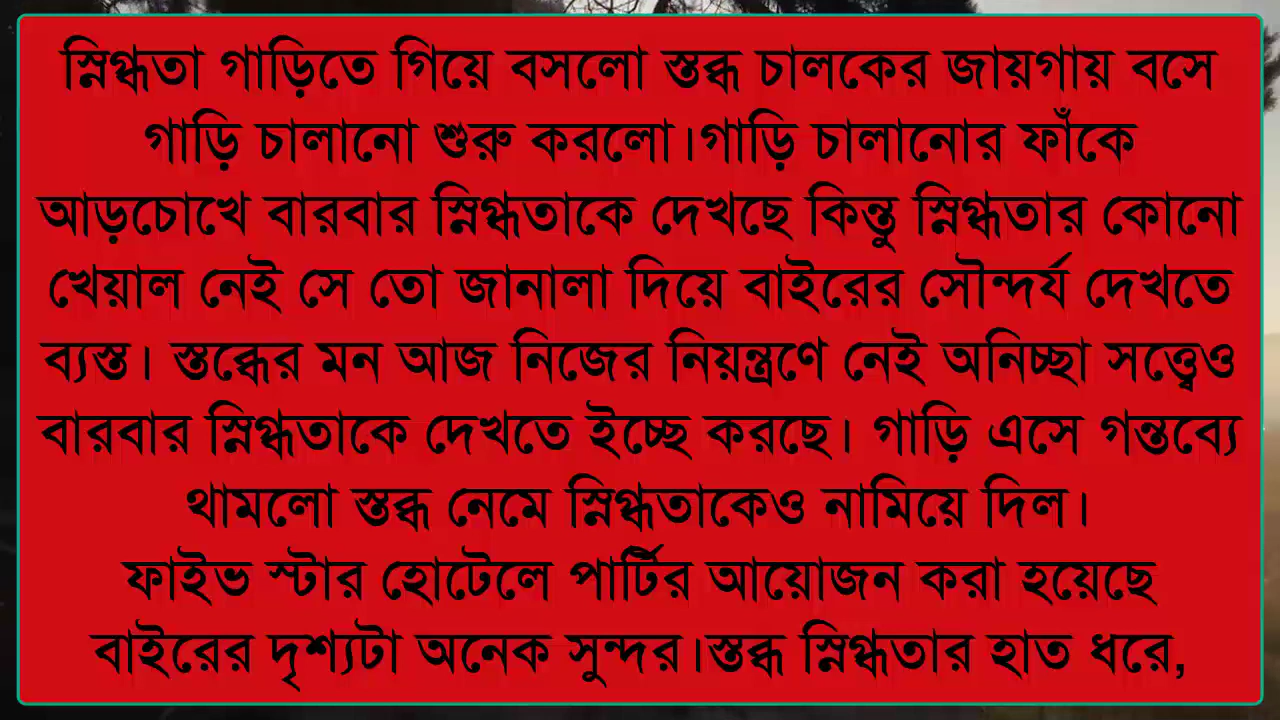 স্নিগ্ধতা গাড়িতে গিয়ে বসলো স্তব্ধ চালকের জায়গায় বসে
গাড়ি চালানো শুরু করলো।গাড়ি চালানোর ফাঁকে
আড়চোখে বারবার স্নিগ্ধতাকে দেখছে কিন্তু স্নিগ্ধতার কোনো
খেয়াল নেই সে তো জানালা দিয়ে বাইরের সৌন্দর্য দেখতে
ব্যস্ত। স্তব্ধের মন আজ নিজের নিয়ন্ত্রণে নেই অনিচ্ছা সত্ত্বেও
বারবার স্নিগ্ধতাকে দেখতে ইচ্ছে করছে। গাড়ি এসে গন্তব্যে
থামলো স্তব্ধ নেমে স্নিগ্ধতাকেও নামিয়ে দিল।
ফাইভ স্টার হোটেলে পার্টির আয়োজন করা হয়েছে
বাইরের দৃশ্যটা অনেক সুন্দর।স্তব্ধ স্নিগ্ধতার হাত ধরে,